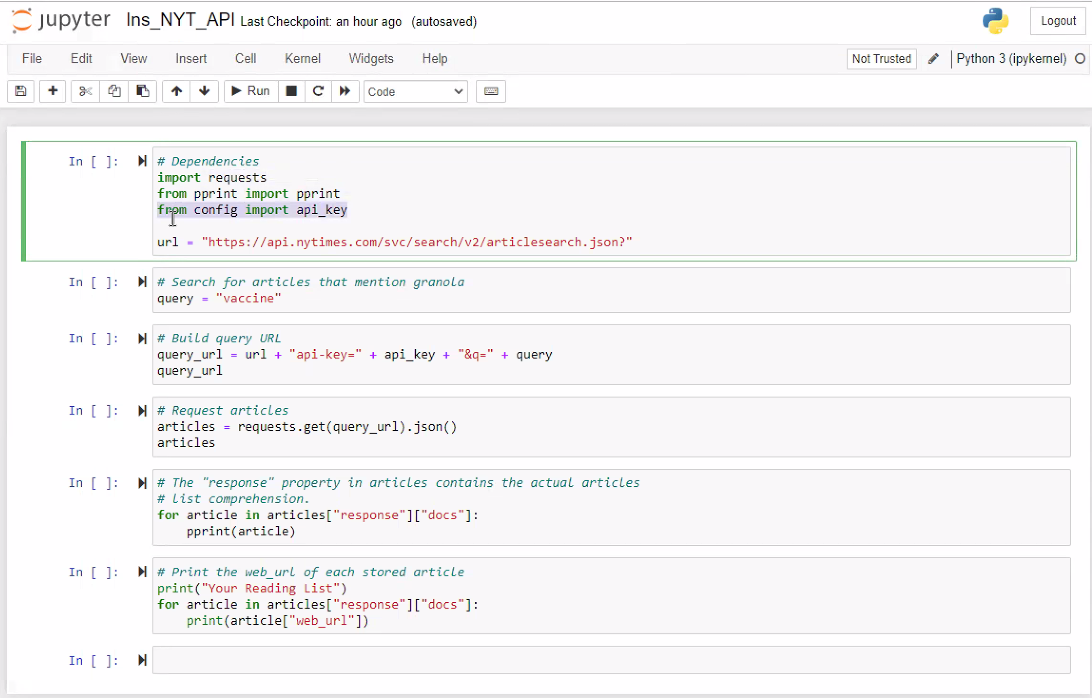 jupyter Ins_NYT_API Last Checkpoint: an hour ago (autosaved)
Logout
File Edit View Insert Cell Kernel Widgets Help
Not Trusted Python 3 (ipykernel)
Run Code
In [ ]: # Dependencies
import requests
from pprint import pprint
from config import api_key
url = "https://api.nytimes.com/svc/search/v2/articlesearch.json?"
In [ ]: # Search for articles that mention granola
query = "vaccine"
In [ ]: # Build query URL
query_url = url + "api-key=" + api_key + "&q=" + query
query_url
In [ ]: # Request articles
articles = requests.get(query_url).json()
articles
In [ ]: # The "response" property in articles contains the actual articles
# list comprehension.
for article in articles["response"]["docs"]:
    pprint(article)
In [ ]: # Print the web_url of each stored article
print("Your Reading List")
for article in articles["response"]["docs"]:
    print(article["web_url"])
In [ ]: